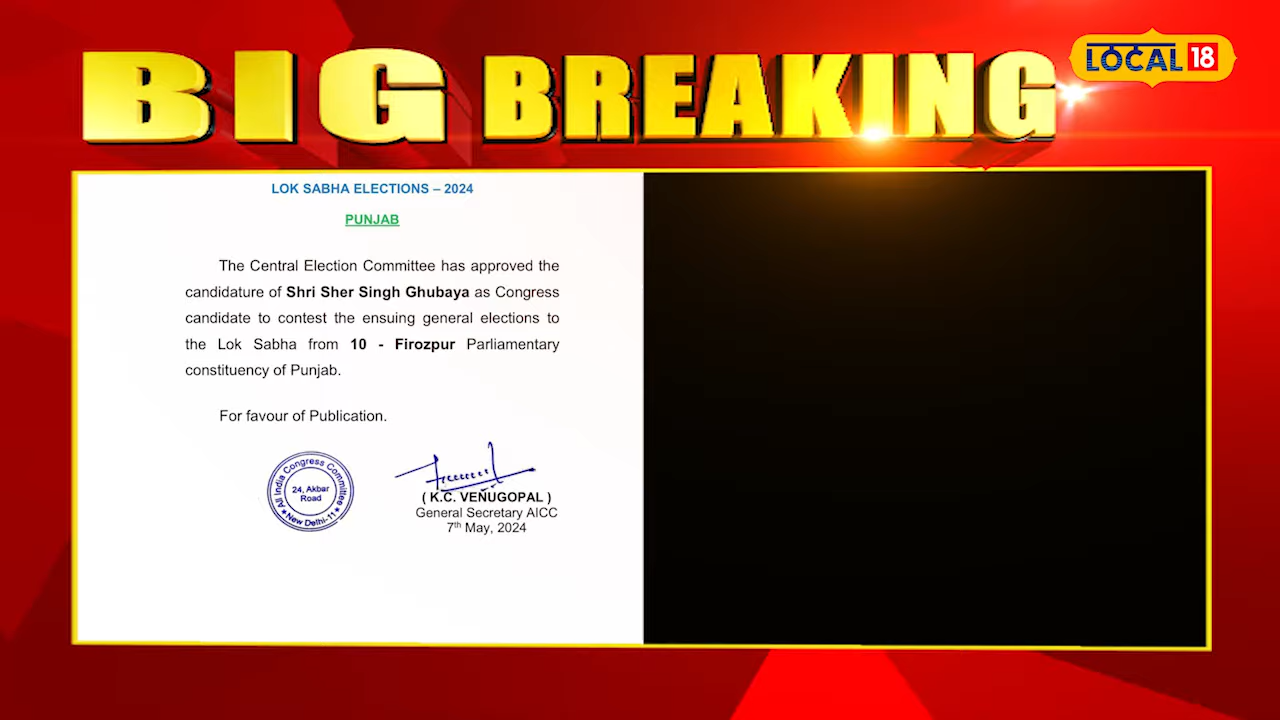 BIG BREAKING
LOCAL 18
LOK SABHA ELECTIONS – 2024
PUNJAB
The Central Election Committee has approved the
candidature of Shri Sher Singh Ghubaya as Congress
candidate to contest the ensuing general elections to
the Lok Sabha from 10 - Firozpur Parliamentary
constituency of Punjab.
For favour of Publication.
All India Congress Committee
24, Akbar
Road
New Delhi-11
( K.C. VENUGOPAL )
General Secretary AICC
7th May, 2024